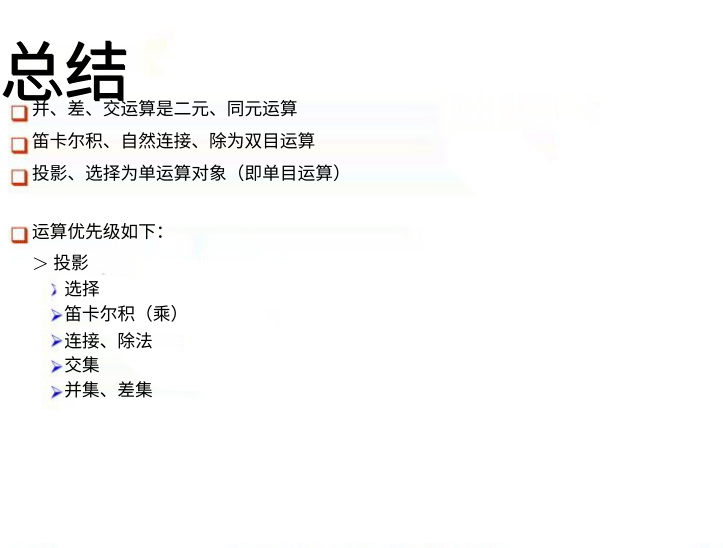 总结
并、差、交运算是二元、同元运算
笛卡尔积、自然连接、除为双目运算
投影、选择为单运算对象（即单目运算）
运算优先级如下：
＞投影
选择
笛卡尔积（乘）
连接、除法
交集
并集、差集